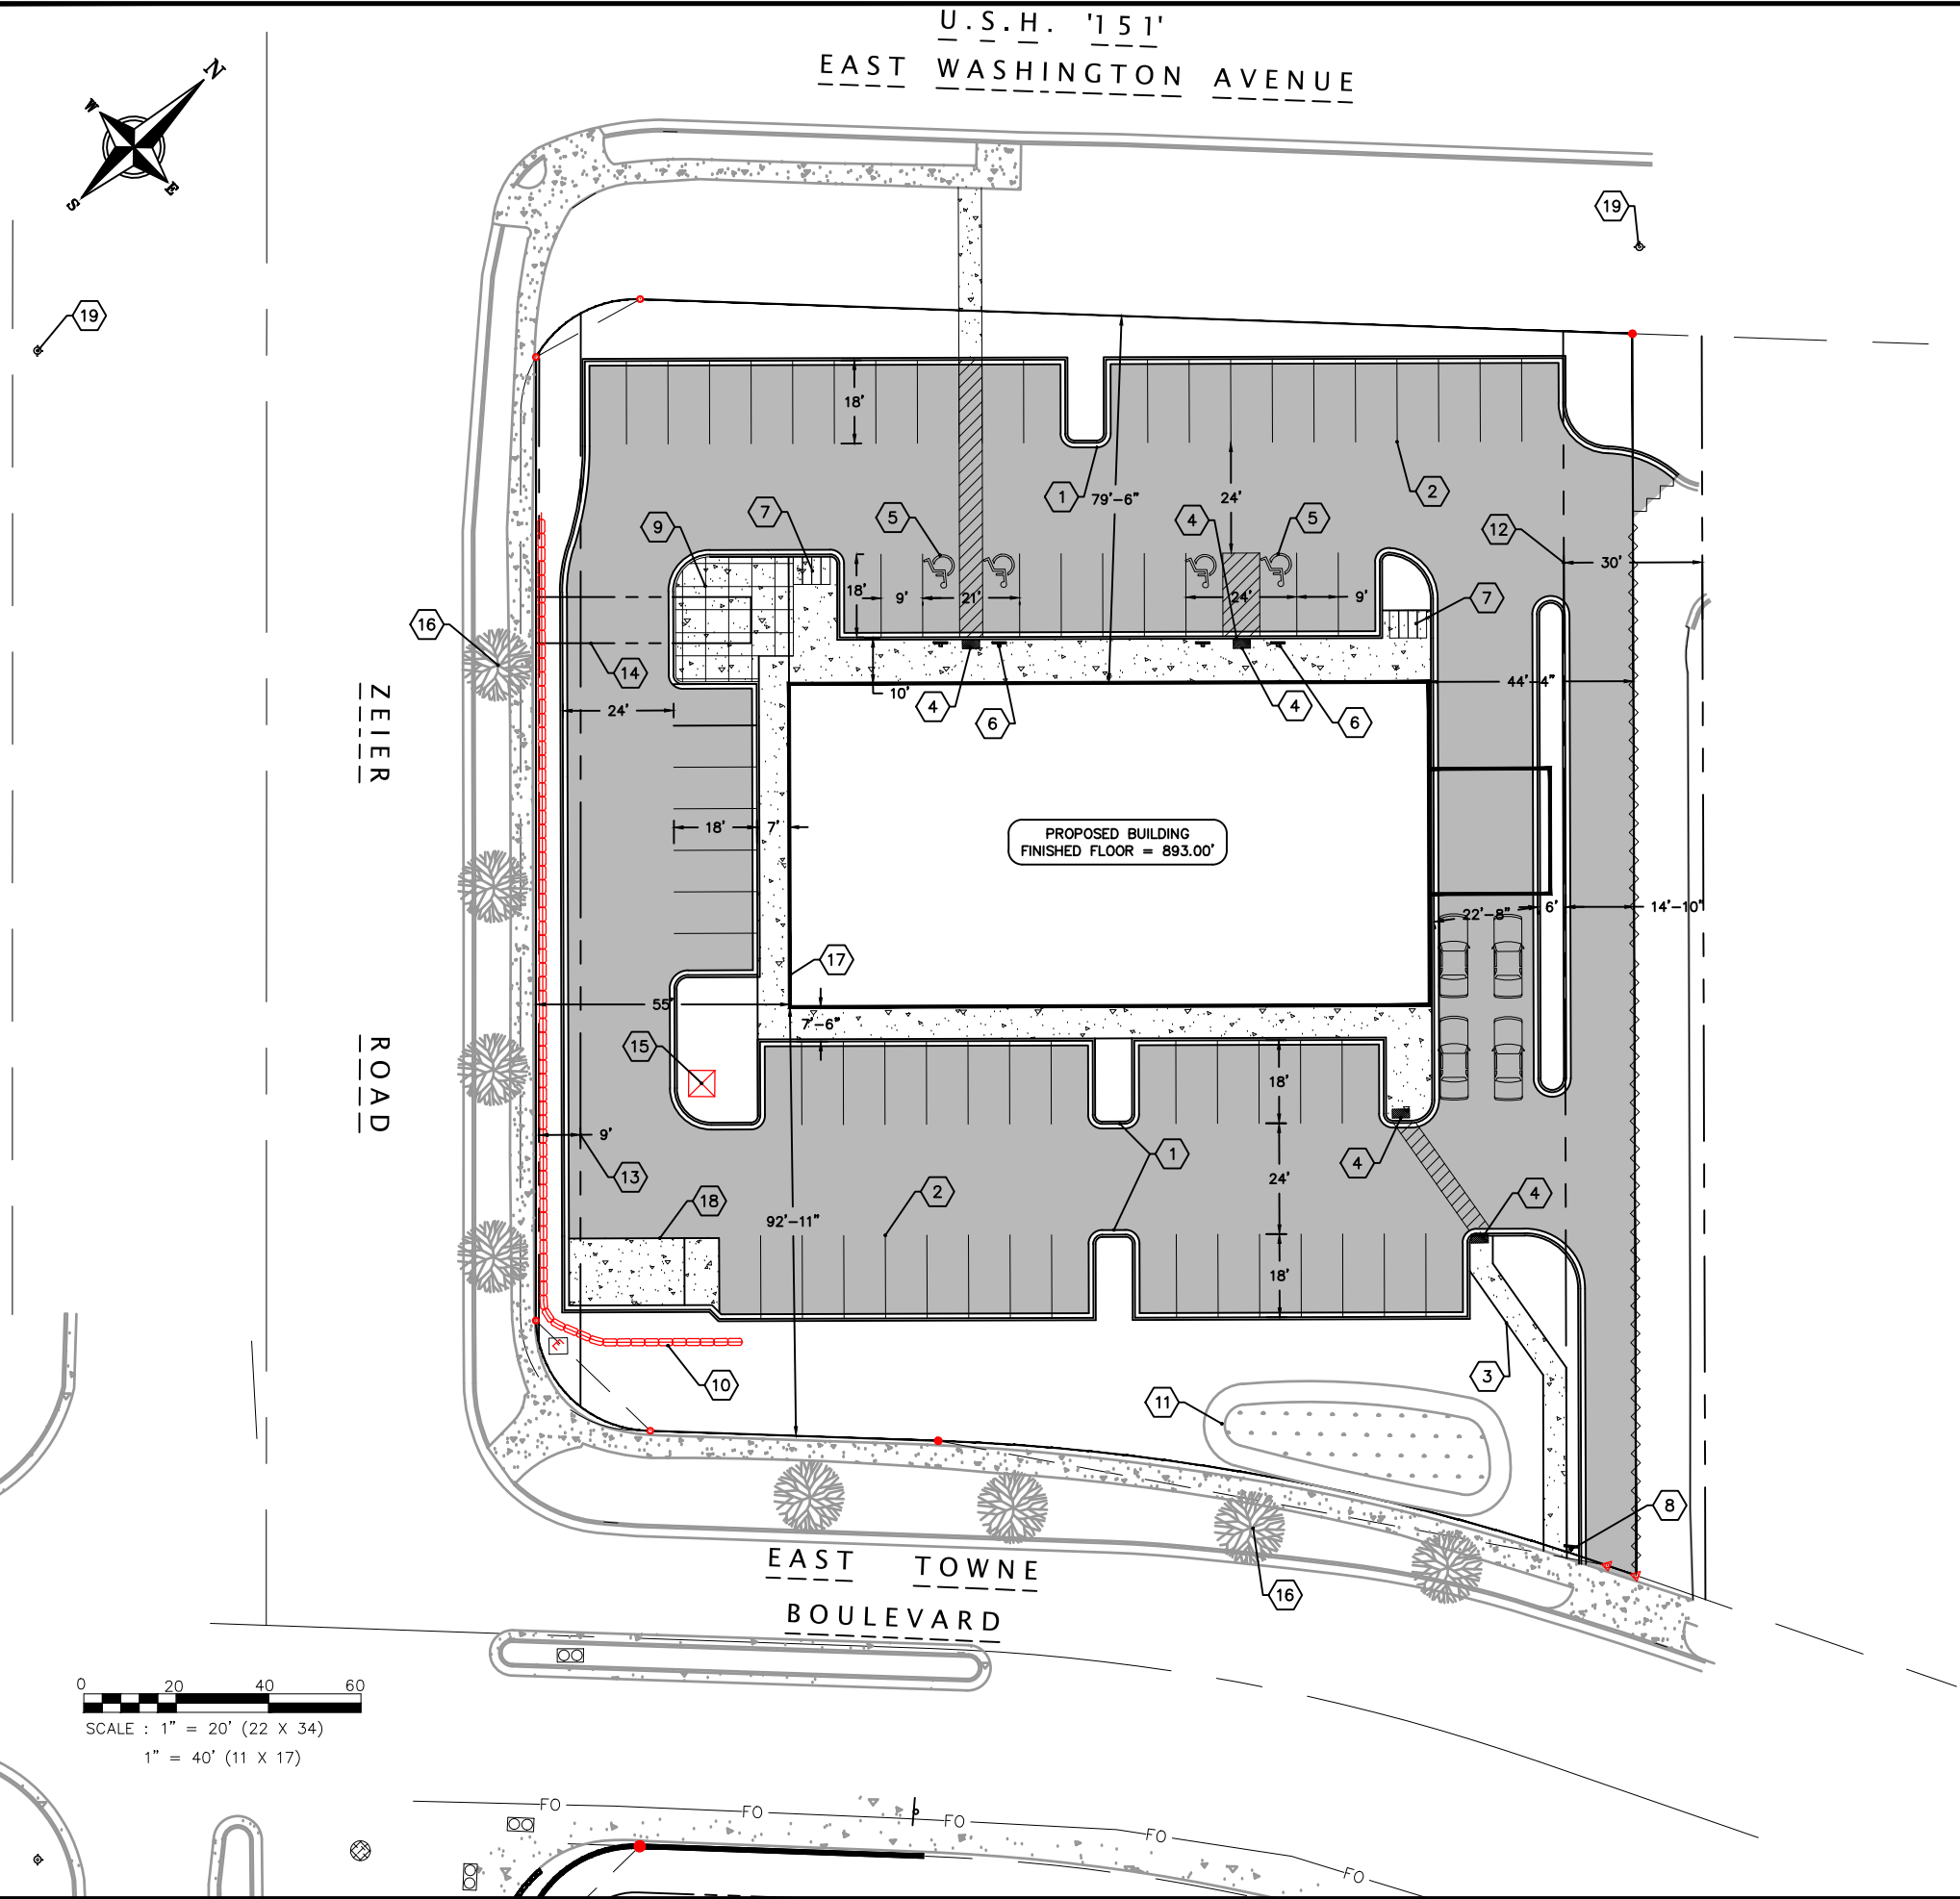 U.S.H. '151'
EAST WASHINGTON AVENUE
N
W
E
S
19
19
18'
1
79'-6"
24'
2
5
4
5
12
9
7
30'
18'
9'
21'
24'
9'
7
16
14
10'
4
6
4
6
44'-4"
24'
ZEIER
ROAD
18'
7'
PROPOSED BUILDING
FINISHED FLOOR = 893.00'
22'-8"
6'
14'-10"
17
55'
7'-6"
15
18'
9'
13
1
4
24'
2
18
4
92'-11"
18'
E
10
3
11
8
EAST TOWNE
BOULEVARD
16
0 20 40 60
SCALE : 1" = 20' (22 X 34)
1" = 40' (11 X 17)
FO
FO
FO
FO
FO